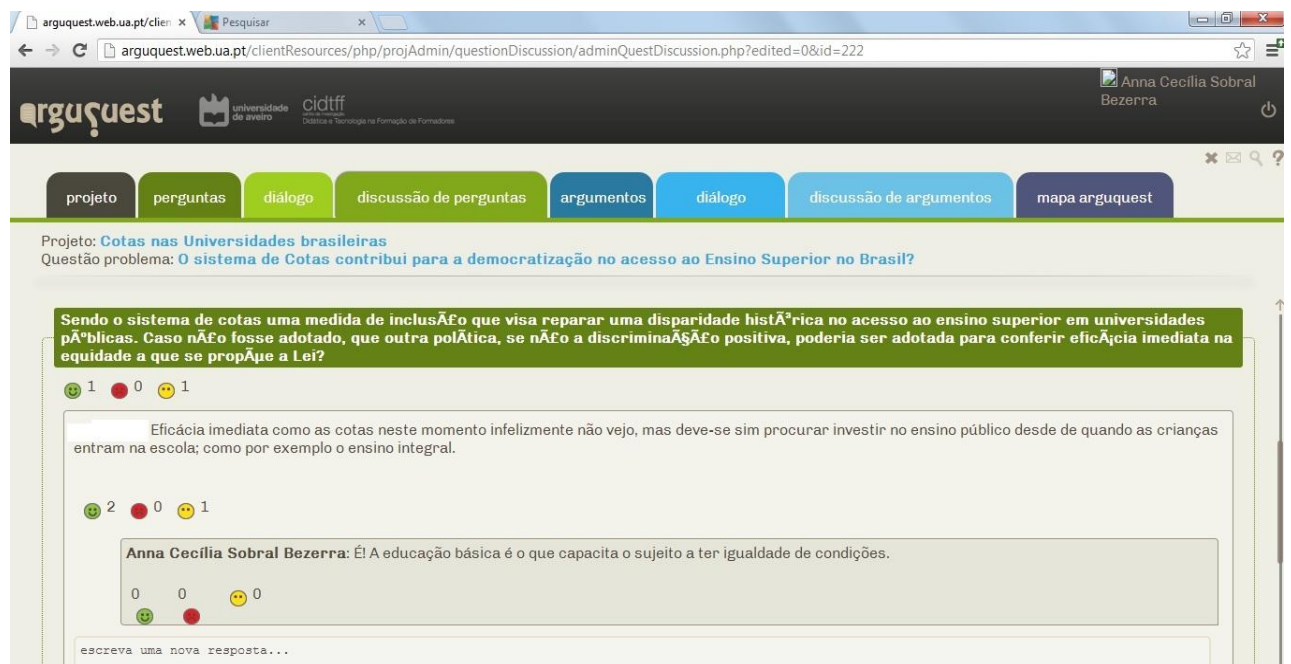 arguquest.web.ua.pt/clien
Pesquisar
arguquest.web.ua.pt/clientResources/php/projAdmin/questionDiscussion/adminQuestDiscussion.php?edited=0&id=222
arguquest
universidade
de aveiro
cidtff
Didática e Tecnologia na Formação de Formadores
Anna Cecília Sobral
Bezerra
projeto perguntas diálogo discussão de perguntas argumentos diálogo discussão de argumentos mapa arguquest
Projeto: Cotas nas Universidades brasileiras
Questão problema: O sistema de Cotas contribui para a democratização no acesso ao Ensino Superior no Brasil?
Sendo o sistema de cotas uma medida de inclusÃ£o que visa reparar uma disparidade histÃ³rica no acesso ao ensino superior em universidades
pÃºblicas. Caso nÃ£o fosse adotado, que outra polÃtica, se nÃ£o a discriminaÃ§Ã£o positiva, poderia ser adotada para conferir eficÃ¡cia imediata na
equidade a que se propÃµe a Lei?
1 0 1
Eficácia imediata como as cotas neste momento infelizmente não vejo, mas deve-se sim procurar investir no ensino público desde de quando as crianças
entram na escola; como por exemplo o ensino integral.
2 0 1
Anna Cecília Sobral Bezerra: É! A educação básica é o que capacita o sujeito a ter igualdade de condições.
0 0 0
escreva uma nova resposta...